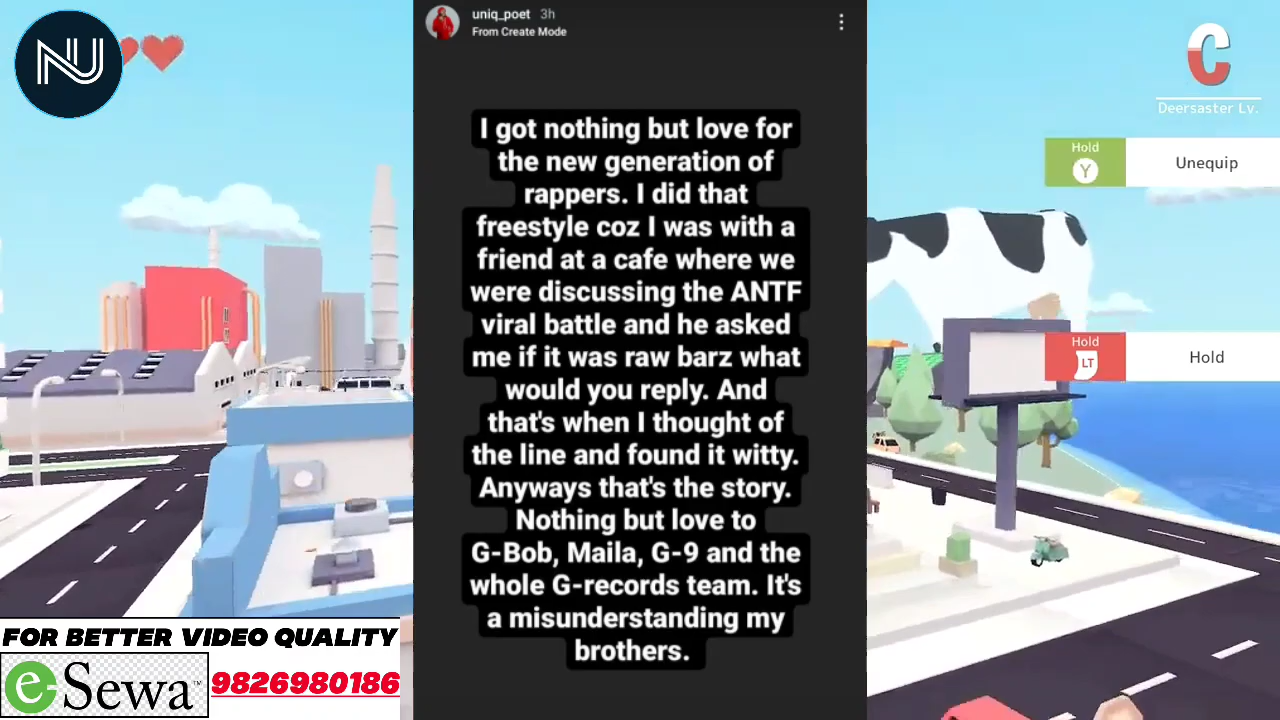 NU
uniq_poet 3h
From Create Mode
I got nothing but love for
the new generation of
rappers. I did that
freestyle coz I was with a
friend at a cafe where we
were discussing the ANTF
viral battle and he asked
me if it was raw barz what
would you reply. And
that's when I thought of
the line and found it witty.
Anyways that's the story.
Nothing but love to
G-Bob, Maila, G-9 and the
whole G-records team. It's
a misunderstanding my
brothers.
C
Deersaster Lv.
Hold
Y
Unequip
Hold
LT
Hold
FOR BETTER VIDEO QUALITY
e-Sewa™
9826980186